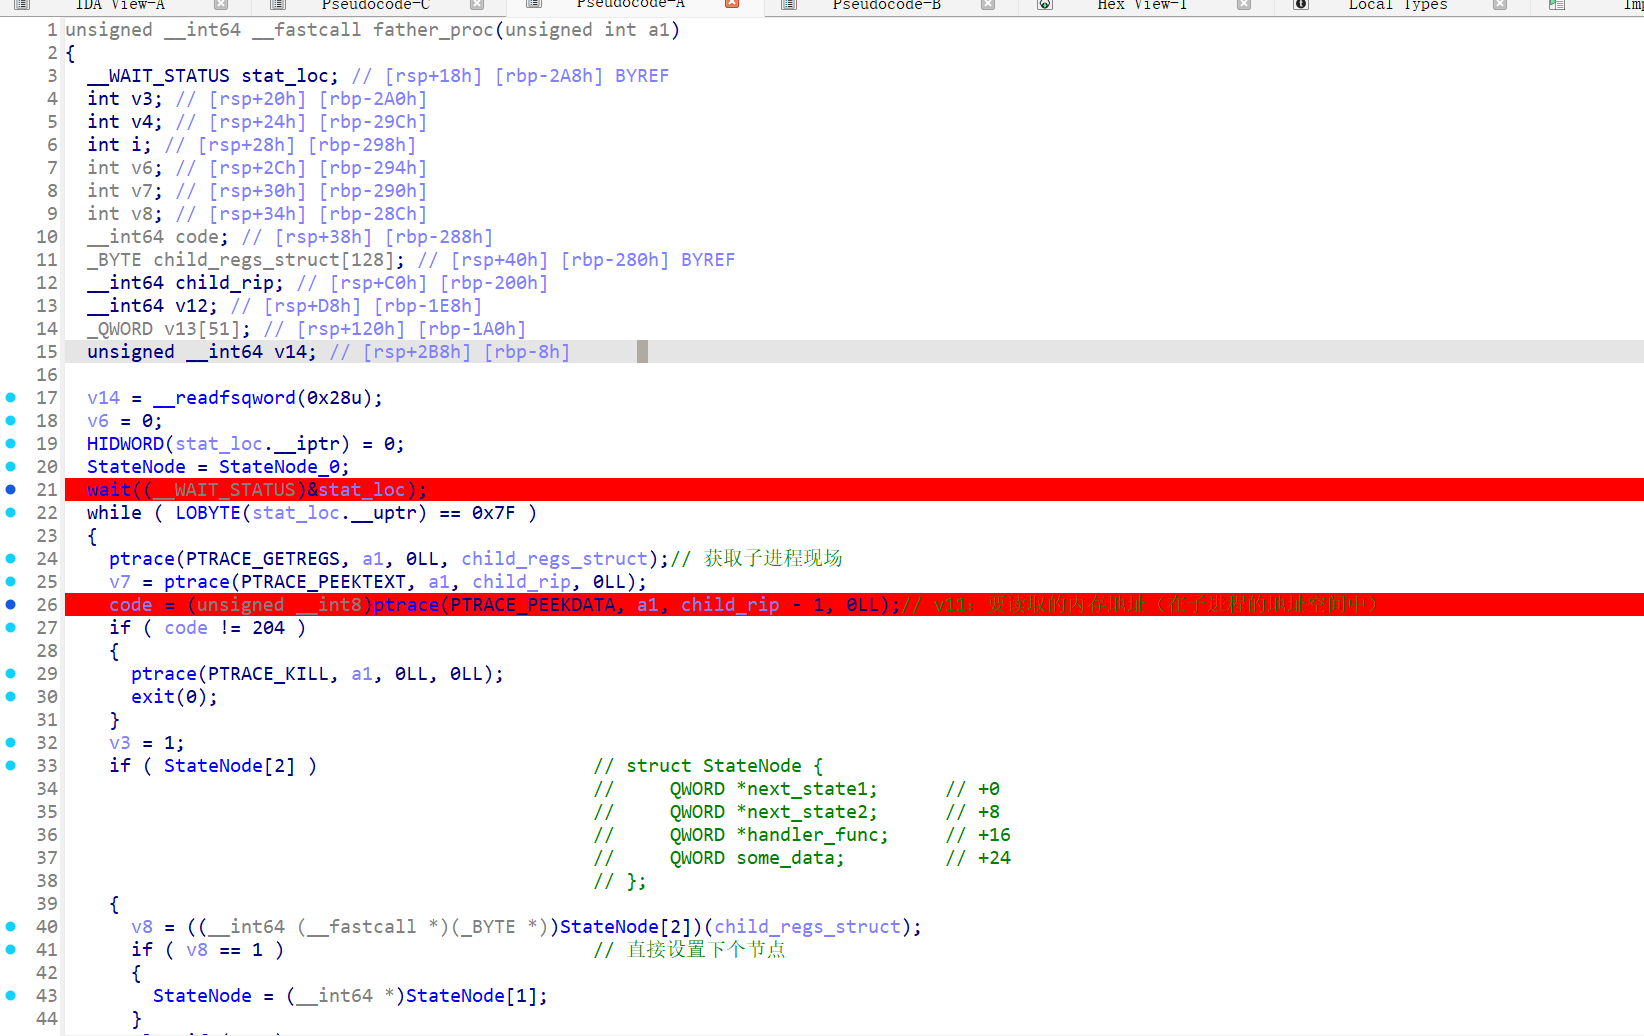 IDA View-A Pseudocode-C Pseudocode-A Pseudocode-B Hex View-1 Local Types
1 unsigned __int64 __fastcall father_proc(unsigned int a1)
2 {
3 __WAIT_STATUS stat_loc; // [rsp+18h] [rbp-2A8h] BYREF
4 int v3; // [rsp+20h] [rbp-2A0h]
5 int v4; // [rsp+24h] [rbp-29Ch]
6 int i; // [rsp+28h] [rbp-298h]
7 int v6; // [rsp+2Ch] [rbp-294h]
8 int v7; // [rsp+30h] [rbp-290h]
9 int v8; // [rsp+34h] [rbp-28Ch]
10 __int64 code; // [rsp+38h] [rbp-288h]
11 _BYTE child_regs_struct[128]; // [rsp+40h] [rbp-280h] BYREF
12 __int64 child_rip; // [rsp+C0h] [rbp-200h]
13 __int64 v12; // [rsp+D8h] [rbp-1E8h]
14 _QWORD v13[51]; // [rsp+120h] [rbp-1A0h]
15 unsigned __int64 v14; // [rsp+2B8h] [rbp-8h]
16
17 v14 = __readfsqword(0x28u);
18 v6 = 0;
19 HIDWORD(stat_loc.__iptr) = 0;
20 StateNode = StateNode_0;
21 wait((__WAIT_STATUS)&stat_loc);
22 while ( LOBYTE(stat_loc.__uptr) == 0x7F )
23 {
24 ptrace(PTRACE_GETREGS, a1, 0LL, child_regs_struct);// 获取子进程现场
25 v7 = ptrace(PTRACE_PEEKTEXT, a1, child_rip, 0LL);
26 code = (unsigned __int8)ptrace(PTRACE_PEEKDATA, a1, child_rip - 1, 0LL);// v11：要读取的内存地址（在子进程的地址空间中）
27 if ( code != 204 )
28 {
29 ptrace(PTRACE_KILL, a1, 0LL, 0LL);
30 exit(0);
31 }
32 v3 = 1;
33 if ( StateNode[2] ) // struct StateNode {
34 // QWORD *next_state1; // +0
35 // QWORD *next_state2; // +8
36 // QWORD *handler_func; // +16
37 // QWORD some_data; // +24
38 // };
39 {
40 v8 = ((__int64 (__fastcall *)(_BYTE *))StateNode[2])(child_regs_struct);
41 if ( v8 == 1 ) // 直接设置下个节点
42 {
43 StateNode = (__int64 *)StateNode[1];
44 }